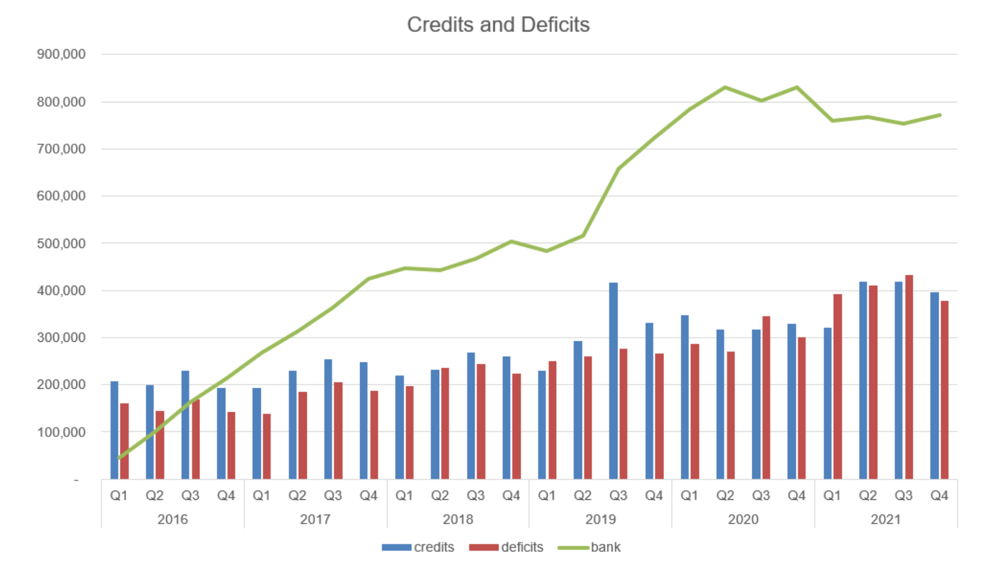 Credits and Deficits
900,000
800,000
700,000
600,000
500,000
400,000
300,000
200,000
100,000
-
Q1 Q2 Q3 Q4 Q1 Q2 Q3 Q4 Q1 Q2 Q3 Q4 Q1 Q2 Q3 Q4 Q1 Q2 Q3 Q4 Q1 Q2 Q3 Q4
2016 2017 2018 2019 2020 2021
credits deficits bank